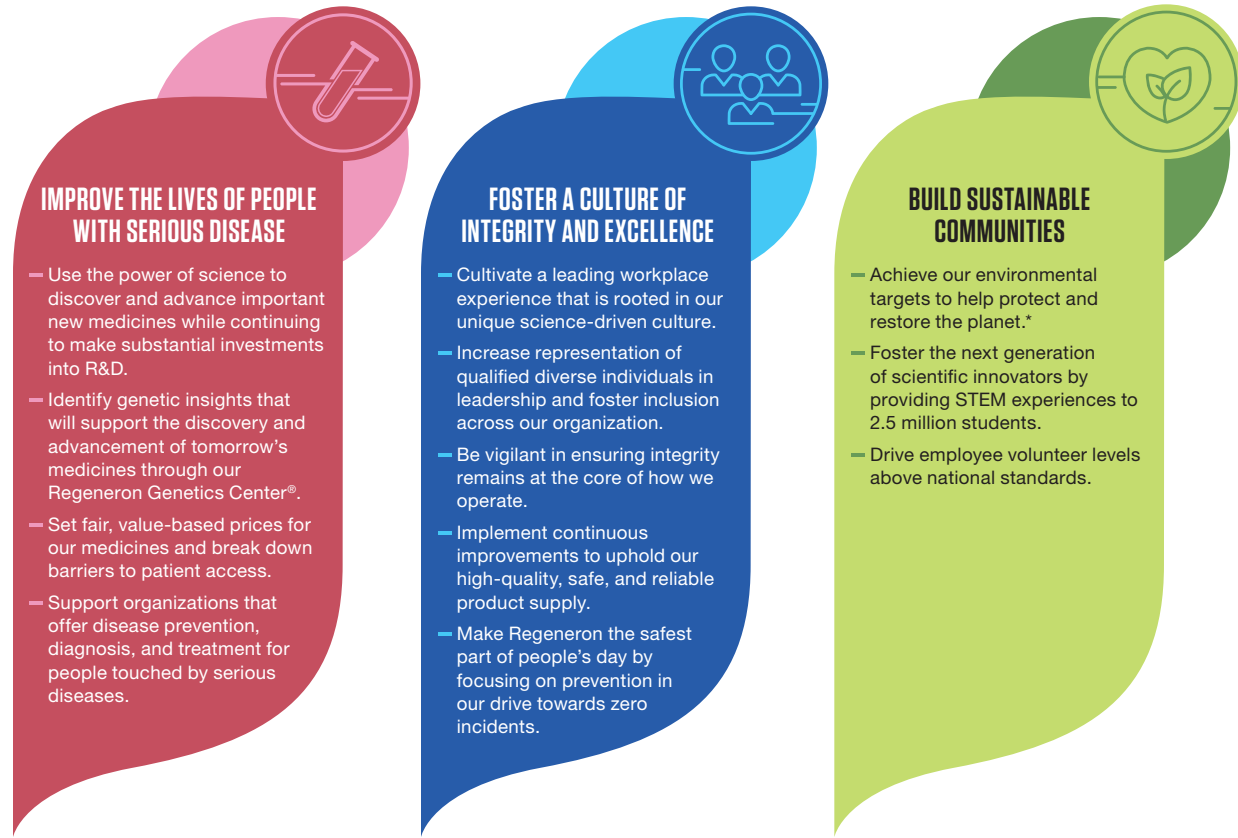 IMPROVE THE LIVES OF PEOPLE
WITH SERIOUS DISEASE
Use the power of science to
discover and advance important
new medicines while continuing
to make substantial investments
into R&D.
Identify genetic insights that
will support the discovery and
advancement of tomorrow’s
medicines through our
Regeneron Genetics Center®.
Set fair, value-based prices for
our medicines and break down
barriers to patient access.
Support organizations that
offer disease prevention,
diagnosis, and treatment for
people touched by serious
diseases.
FOSTER A CULTURE OF
INTEGRITY AND EXCELLENCE
Cultivate a leading workplace
experience that is rooted in our
unique science-driven culture.
Increase representation of
qualified diverse individuals in
leadership and foster inclusion
across our organization.
Be vigilant in ensuring integrity
remains at the core of how we
operate.
Implement continuous
improvements to uphold our
high-quality, safe, and reliable
product supply.
Make Regeneron the safest
part of people’s day by
focusing on prevention in
our drive towards zero
incidents.
BUILD SUSTAINABLE
COMMUNITIES
Achieve our environmental
targets to help protect and
restore the planet.*
Foster the next generation
of scientific innovators by
providing STEM experiences to
2.5 million students.
Drive employee volunteer levels
above national standards.